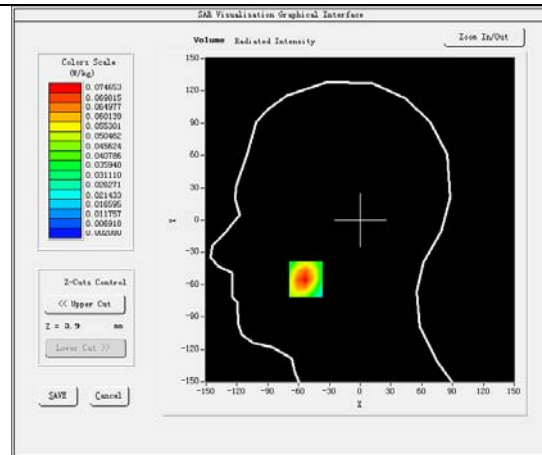 SAR Visualisation Graphical Interface
Volume Radiated Intensity
Zoom In/Out
Colors Scale
(W/kg)
0.074653
0.069815
0.064977
0.060139
0.055301
0.050462
0.045624
0.040786
0.035948
0.031110
0.026271
0.021433
0.016595
0.011757
0.006918
0.002080
Z-Cuts Control
<< Upper Cut
Z = 3.9 mm
Lower Cut >>
SAVE Cancel
150
120
90
60
30
0
-30
-60
-90
-120
-150
Y
-150 -120 -90 -60 -30 0 30 60 90 120 150
X